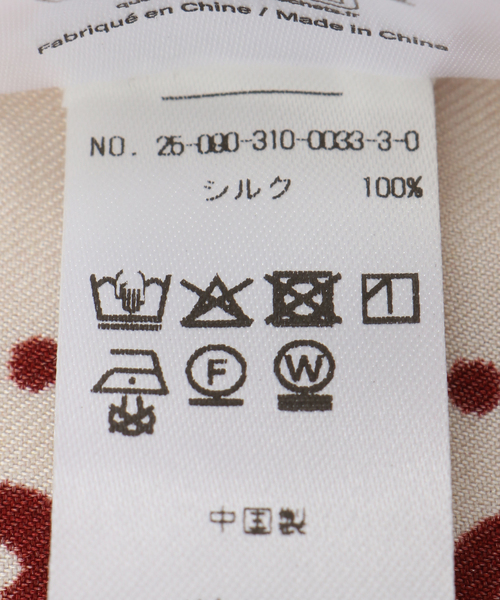 Fabriqué en Chine / Made in China
NO. 25-090-310-0033-3-0
シルク 100%
F W
中国製